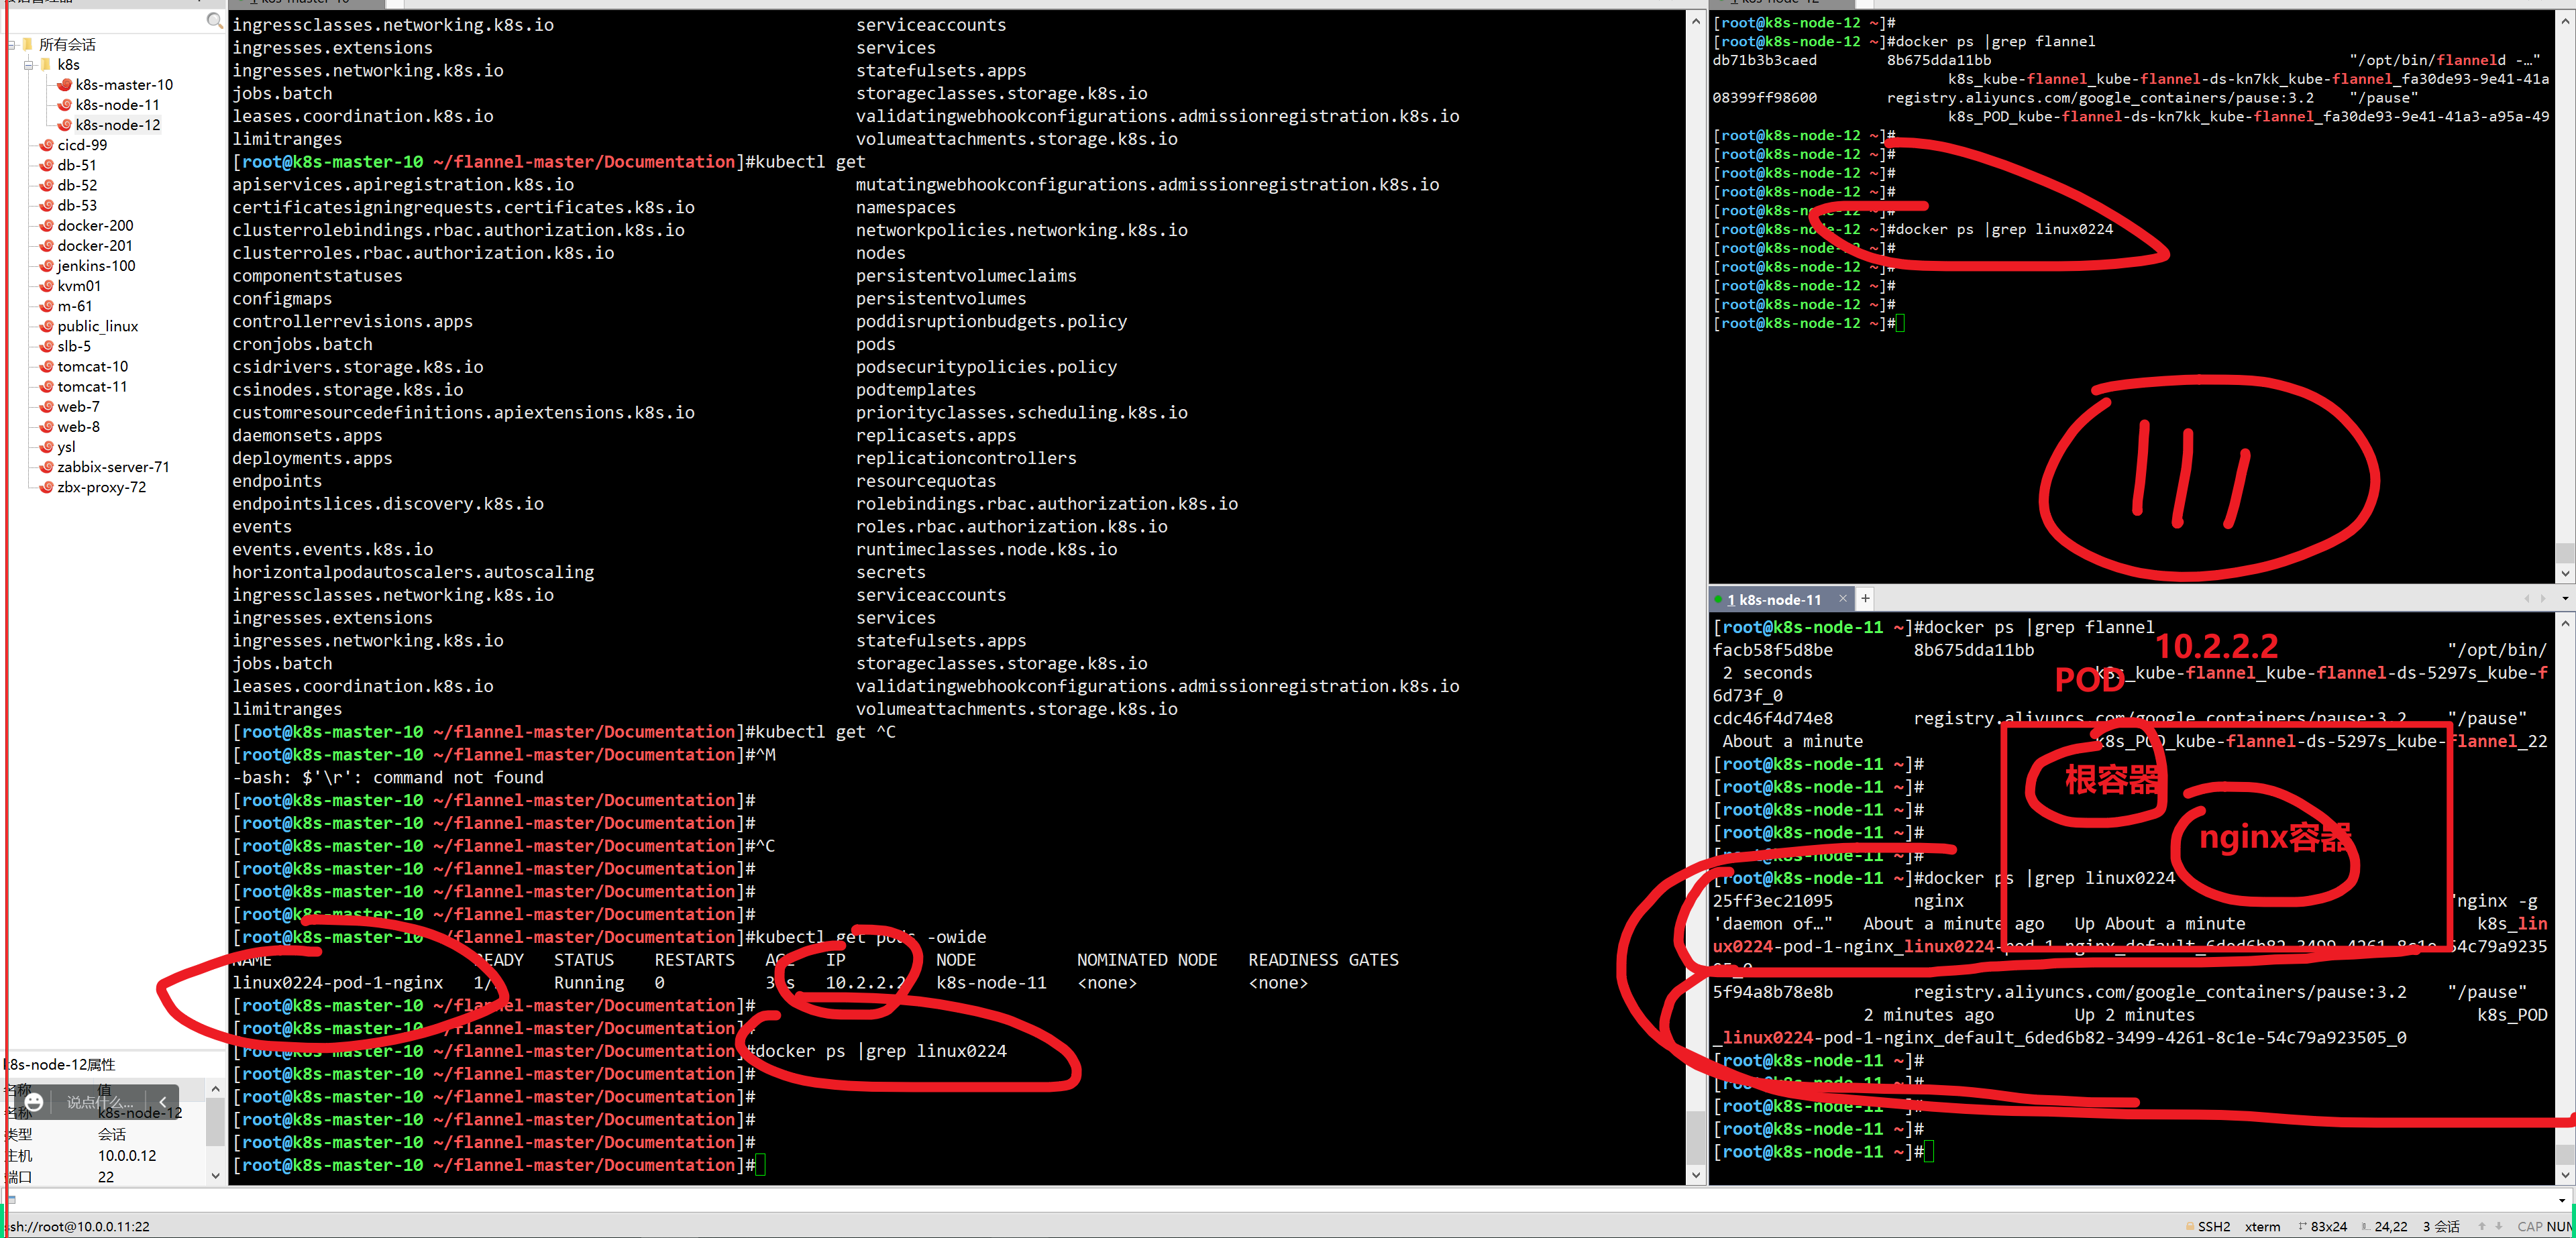 所有会话
k8s
k8s-master-10
k8s-node-11
k8s-node-12
cicd-99
db-51
db-52
db-53
docker-200
docker-201
jenkins-100
kvm01
m-61
public_linux
slb-5
tomcat-10
tomcat-11
web-7
web-8
ysl
zabbix-server-71
zbx-proxy-72
k8s-node-12属性
名称 值
名称 k8s-node-12
说点什么...
类型 会话
主机 10.0.0.12
端口 22
ingressclasses.networking.k8s.io serviceaccounts
ingresses.extensions services
ingresses.networking.k8s.io statefulsets.apps
jobs.batch storageclasses.storage.k8s.io
leases.coordination.k8s.io validatingwebhookconfigurations.admissionregistration.k8s.io
limitranges volumeattachments.storage.k8s.io
[root@k8s-master-10 ~/flannel-master/Documentation]#kubectl get
apiservices.apiregistration.k8s.io mutatingwebhookconfigurations.admissionregistration.k8s.io
certificatesigningrequests.certificates.k8s.io namespaces
clusterrolebindings.rbac.authorization.k8s.io networkpolicies.networking.k8s.io
clusterroles.rbac.authorization.k8s.io nodes
componentstatuses persistentvolumeclaims
configmaps persistentvolumes
controllerrevisions.apps poddisruptionbudgets.policy
cronjobs.batch pods
csidrivers.storage.k8s.io podsecuritypolicies.policy
csinodes.storage.k8s.io podtemplates
customresourcedefinitions.apiextensions.k8s.io priorityclasses.scheduling.k8s.io
daemonsets.apps replicasets.apps
deployments.apps replicationcontrollers
endpoints resourcequotas
endpointslices.discovery.k8s.io rolebindings.rbac.authorization.k8s.io
events roles.rbac.authorization.k8s.io
events.events.k8s.io runtimeclasses.node.k8s.io
horizontalpodautoscalers.autoscaling secrets
ingressclasses.networking.k8s.io serviceaccounts
ingresses.extensions services
ingresses.networking.k8s.io statefulsets.apps
jobs.batch storageclasses.storage.k8s.io
leases.coordination.k8s.io validatingwebhookconfigurations.admissionregistration.k8s.io
limitranges volumeattachments.storage.k8s.io
[root@k8s-master-10 ~/flannel-master/Documentation]#kubectl get ^C
[root@k8s-master-10 ~/flannel-master/Documentation]#^M
-bash: $'\r': command not found
[root@k8s-master-10 ~/flannel-master/Documentation]#
[root@k8s-master-10 ~/flannel-master/Documentation]#
[root@k8s-master-10 ~/flannel-master/Documentation]#^C
[root@k8s-master-10 ~/flannel-master/Documentation]#
[root@k8s-master-10 ~/flannel-master/Documentation]#
[root@k8s-master-10 ~/flannel-master/Documentation]#
[root@k8s-master-10 ~/flannel-master/Documentation]#kubectl get pods -owide
NAME READY STATUS RESTARTS AGE IP NODE NOMINATED NODE READINESS GATES
linux0224-pod-1-nginx Running 0 10.2.2.2 k8s-node-11 <none> <none>
[root@k8s-master-10 ~/flannel-master/Documentation]#
[root@k8s-master-10 ~/flannel-master/Documentation]#
[root@k8s-master-10 ~/flannel-master/Documentation]#docker ps |grep linux0224
[root@k8s-master-10 ~/flannel-master/Documentation]#
[root@k8s-master-10 ~/flannel-master/Documentation]#
[root@k8s-master-10 ~/flannel-master/Documentation]#
[root@k8s-master-10 ~/flannel-master/Documentation]#
[root@k8s-master-10 ~/flannel-master/Documentation]#
[root@k8s-node-12 ~]#
[root@k8s-node-12 ~]#docker ps |grep flannel
db71b3b3caed 8b675dda11bb "/opt/bin/flanneld -…"
k8s_kube-flannel_kube-flannel-ds-kn7kk_kube-flannel_fa30de93-9e41-41a
08399ff98600 registry.aliyuncs.com/google_containers/pause:3.2 "/pause"
k8s_POD_kube-flannel-ds-kn7kk_kube-flannel_fa30de93-9e41-41a3-a95a-49
[root@k8s-node-12 ~]#
[root@k8s-node-12 ~]#
[root@k8s-node-12 ~]#
[root@k8s-node-12 ~]#
[root@k8s-node-12 ~]#
[root@k8s-node-12 ~]#docker ps |grep linux0224
[root@k8s-node-12 ~]#
[root@k8s-node-12 ~]#
[root@k8s-node-12 ~]#
[root@k8s-node-12 ~]#
[root@k8s-node-12 ~]#
1 k8s-node-11
[root@k8s-node-11 ~]#docker ps |grep flannel
10.2.2.2
facb58f5d8be 8b675dda11bb "/opt/bin/
POD
2 seconds k8s_kube-flannel_kube-flannel-ds-5297s_kube-f
6d73f_0
cdc46f4d74e8 registry.aliyuncs.com/google_containers/pause:3.2 "/pause"
About a minute k8s_POD_kube-flannel-ds-5297s_kube-flannel_22
[root@k8s-node-11 ~]#
根容器
[root@k8s-node-11 ~]#
[root@k8s-node-11 ~]#
[root@k8s-node-11 ~]#
nginx容器
[root@k8s-node-11 ~]#
[root@k8s-node-11 ~]#docker ps |grep linux0224
25ff3ec21095 nginx "nginx -g
'daemon of…" About a minute ago Up About a minute k8s_lin
ux0224-pod-1-nginx_linux0224-pod-1-nginx_default_6ded6b82-3499-4261-8c1e-54c79a9235
05_0
5f94a8b78e8b registry.aliyuncs.com/google_containers/pause:3.2 "/pause"
2 minutes ago Up 2 minutes k8s_POD
_linux0224-pod-1-nginx_default_6ded6b82-3499-4261-8c1e-54c79a923505_0
[root@k8s-node-11 ~]#
[root@k8s-node-11 ~]#
[root@k8s-node-11 ~]#
[root@k8s-node-11 ~]#
[root@k8s-node-11 ~]#
ssh://root@10.0.0.11:22
SSH2 xterm 83x24 24,22 3 会话 CAP NUM